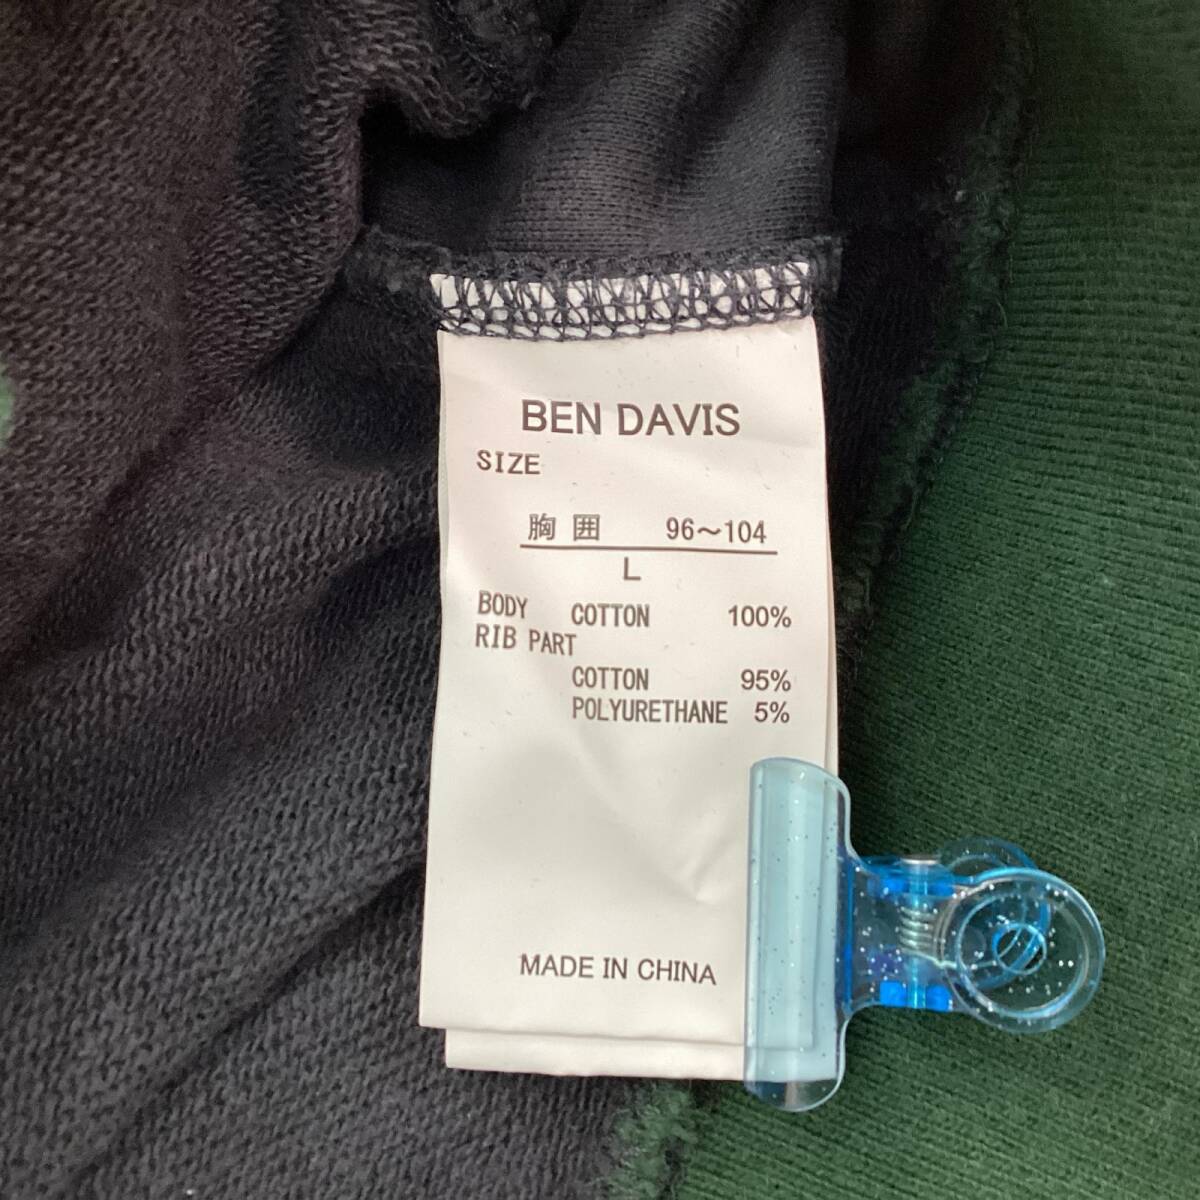 BEN DAVIS
SIZE
胸囲 96～104
L
BODY COTTON 100%
RIB PART
COTTON 95%
POLYURETHANE 5%
MADE IN CHINA